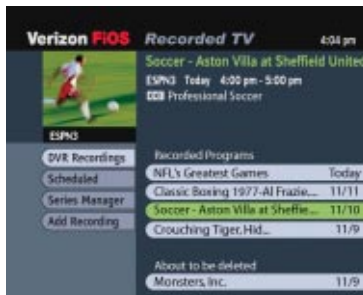 Verizon FiOS Recorded TV 4:04 pm
Soccer - Aston Villa at Sheffield United
ESPN3 Today 4:00 pm - 5:00 pm
Professional Soccer
ESPN3
DVR Recordings
Scheduled
Series Manager
Add Recording
Recorded Programs
NFL's Greatest Games Today
Classic Boxing 1977-Al Frazie... 11/11
Soccer - Aston Villa at Sheffie... 11/10
Crouching Tiger, Hid... 11/9
About to be deleted
Monsters, Inc. 11/9